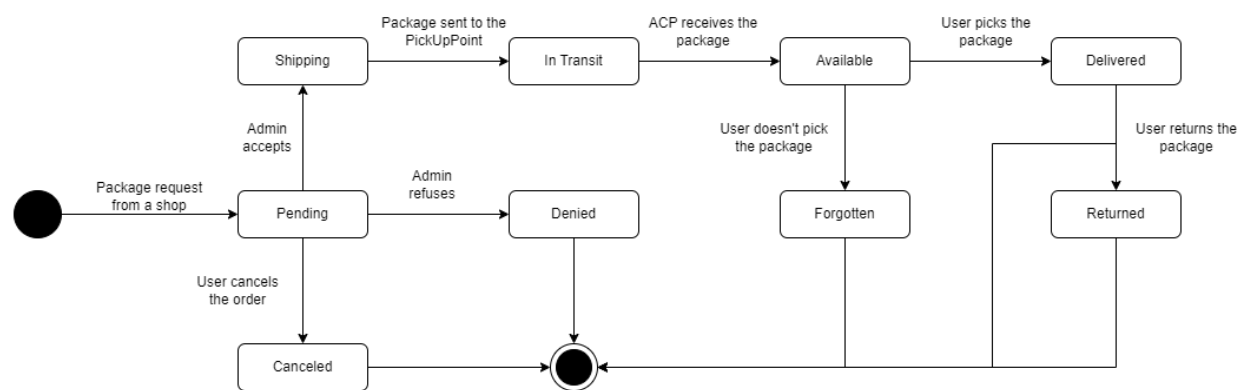 Package sent to the
PickUpPoint
ACP receives the
package
User picks the
package
Shipping
In Transit
Available
Delivered
Admin
accepts
User doesn't pick
the package
User returns the
package
Package request
from a shop
Admin
refuses
Pending
Denied
Forgotten
Returned
User cancels
the order
Canceled